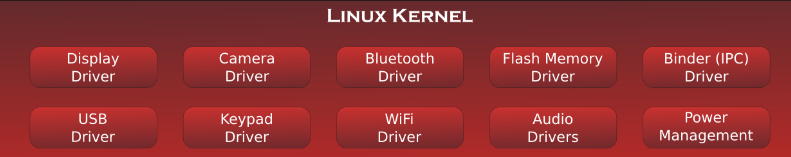 LINUX KERNEL
Display
Driver
Camera
Driver
Bluetooth
Driver
Flash Memory
Driver
Binder (IPC)
Driver
USB
Driver
Keypad
Driver
WiFi
Driver
Audio
Drivers
Power
Management